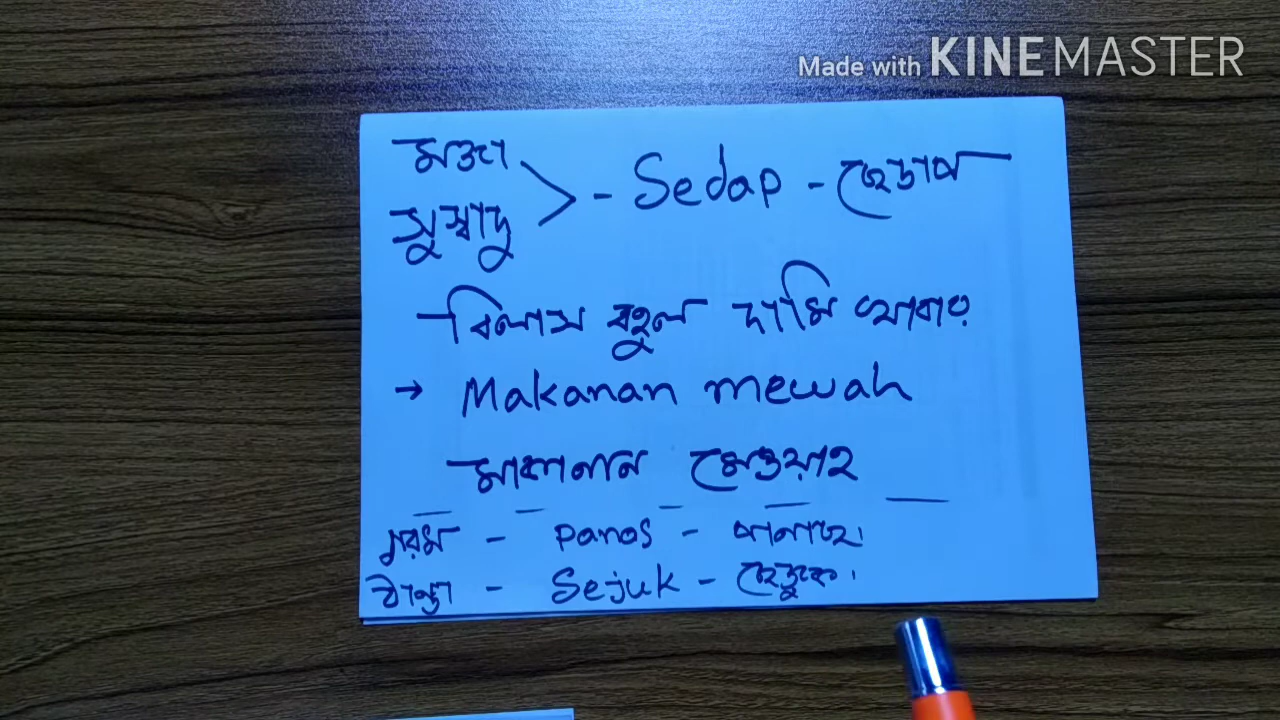 Made with KINEMASTER
মজা
সুস্বাদু > - Sedap - ছেডাপ
বিলাস বহুল দামি খাবার
→ Makanan mewah
মাকানান মেওয়াহ
গরম - panas - পানাছ।
ঠান্ডা - Sejuk - ছেজুক।